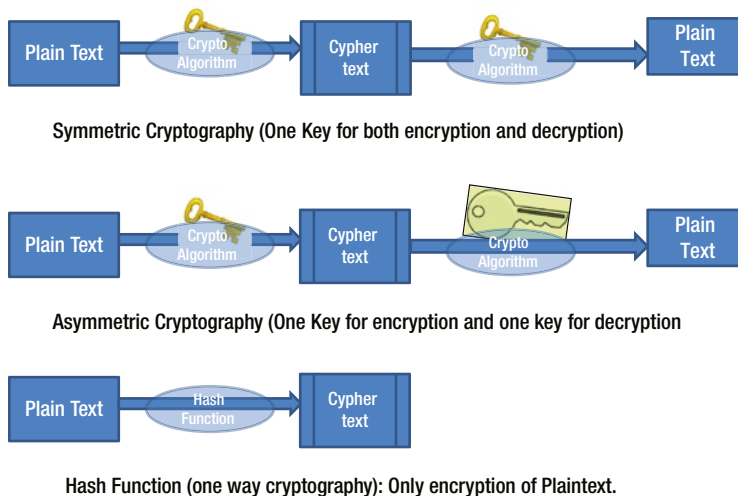 Plain Text
Crypto
Algorithm
Cypher
text
Crypto
Algorithm
Plain
Text
Symmetric Cryptography (One Key for both encryption and decryption)
Plain Text
Crypto
Algorithm
Cypher
text
Crypto
Algorithm
Plain
Text
Asymmetric Cryptography (One Key for encryption and one key for decryption
Plain Text
Hash
Function
Cypher
text
Hash Function (one way cryptography): Only encryption of Plaintext.